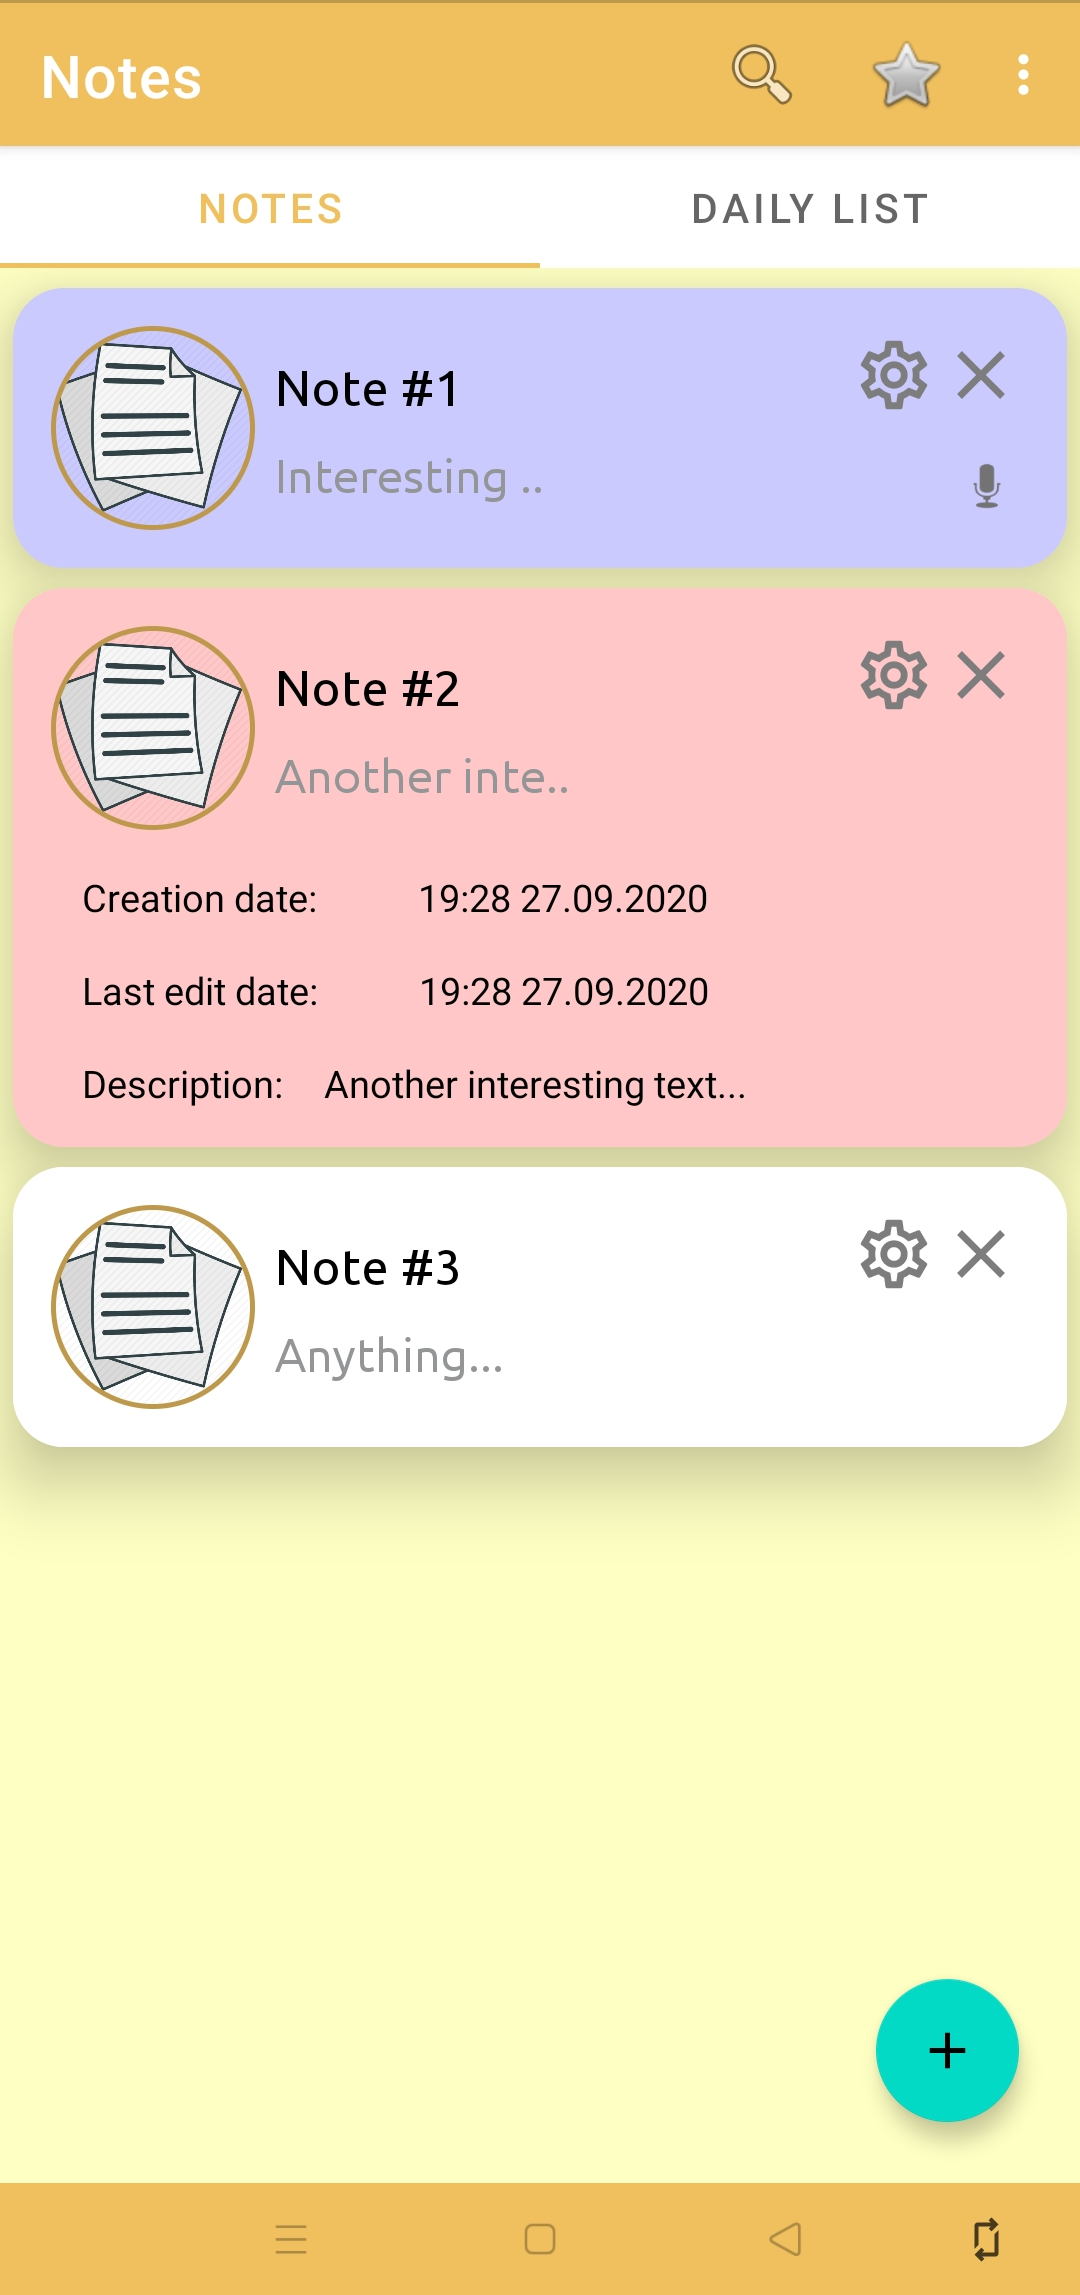 Notes
NOTES DAILY LIST
Note #1
Interesting ..
Note #2
Another inte..
Creation date: 19:28 27.09.2020
Last edit date: 19:28 27.09.2020
Description: Another interesting text...
Note #3
Anything...